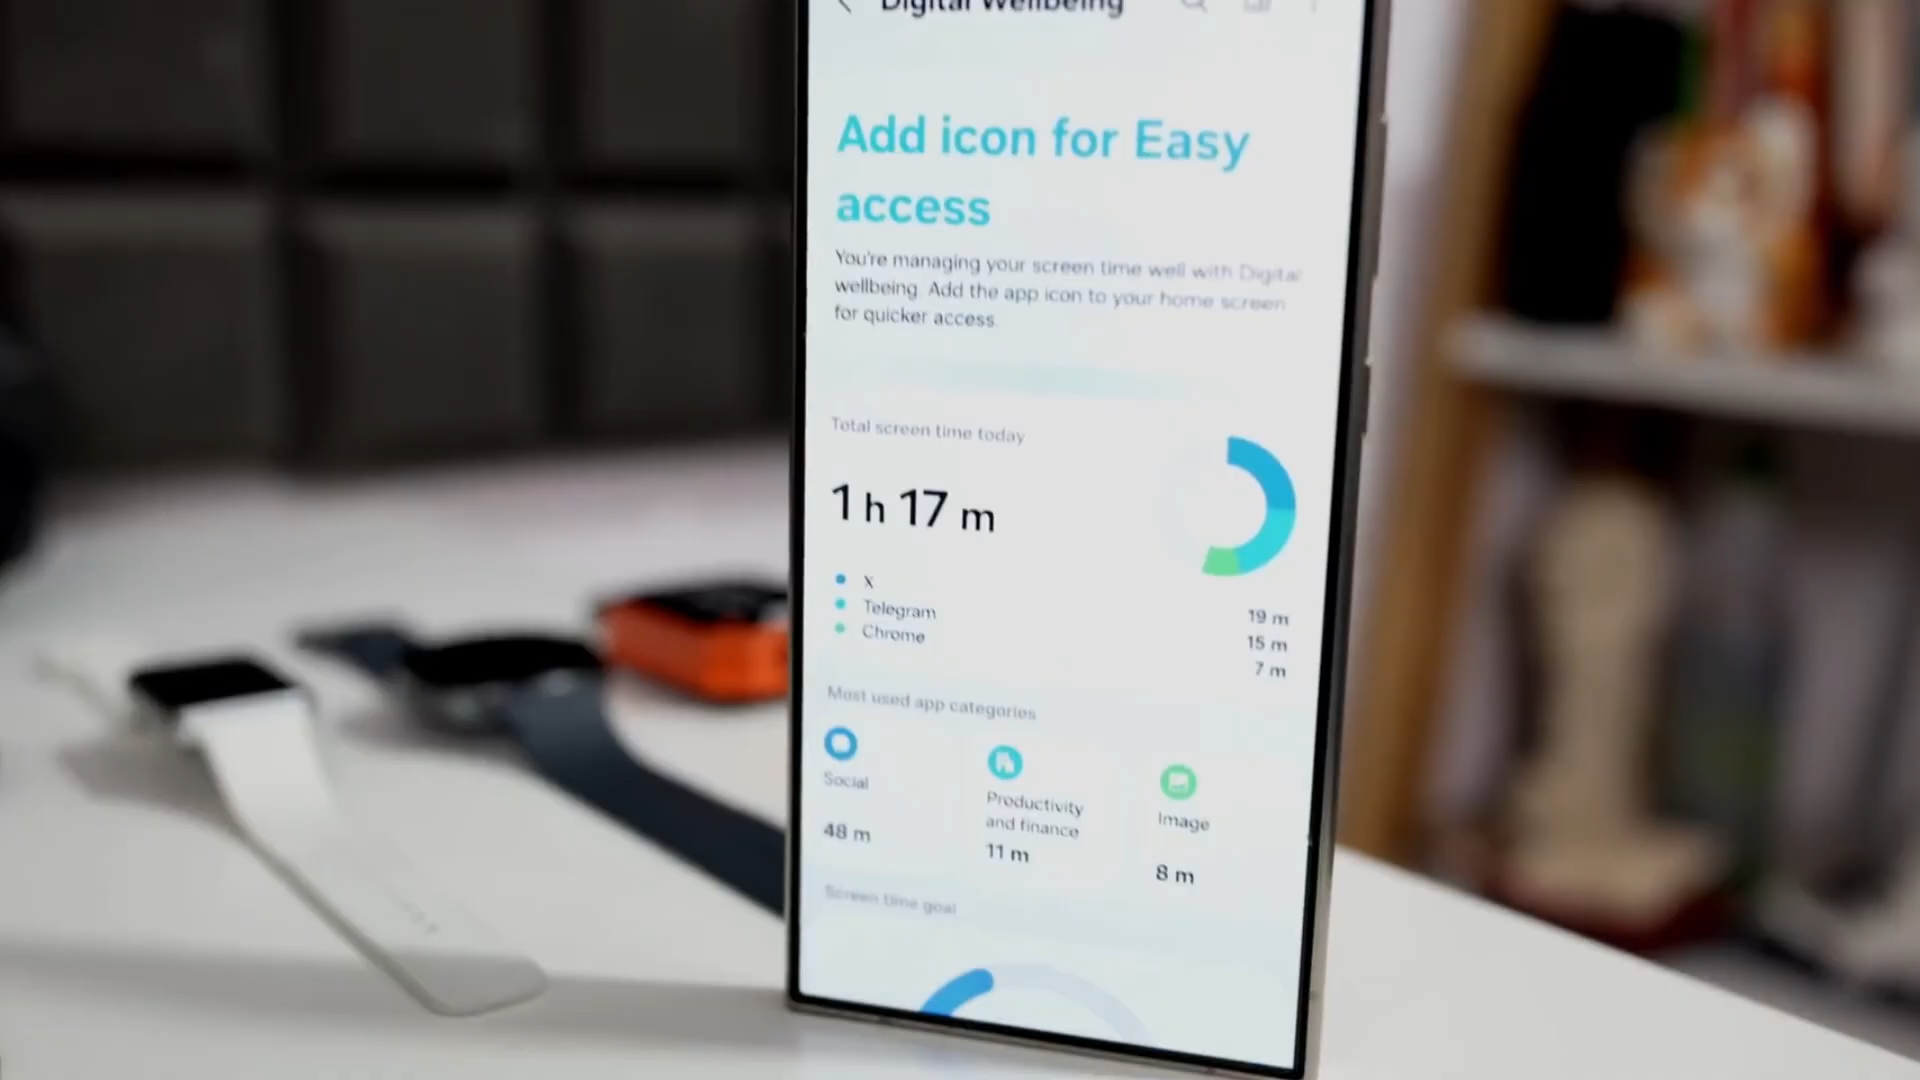 Digital Wellbeing
Add icon for Easy
access
You're managing your screen time well with Digital
wellbeing. Add the app icon to your home screen
for quicker access.
Total screen time today
1 h 17 m
X 19 m
Telegram 15 m
Chrome 7 m
Most used app categories
Social
48 m
Productivity
and finance
11 m
Image
8 m
Screen time goal